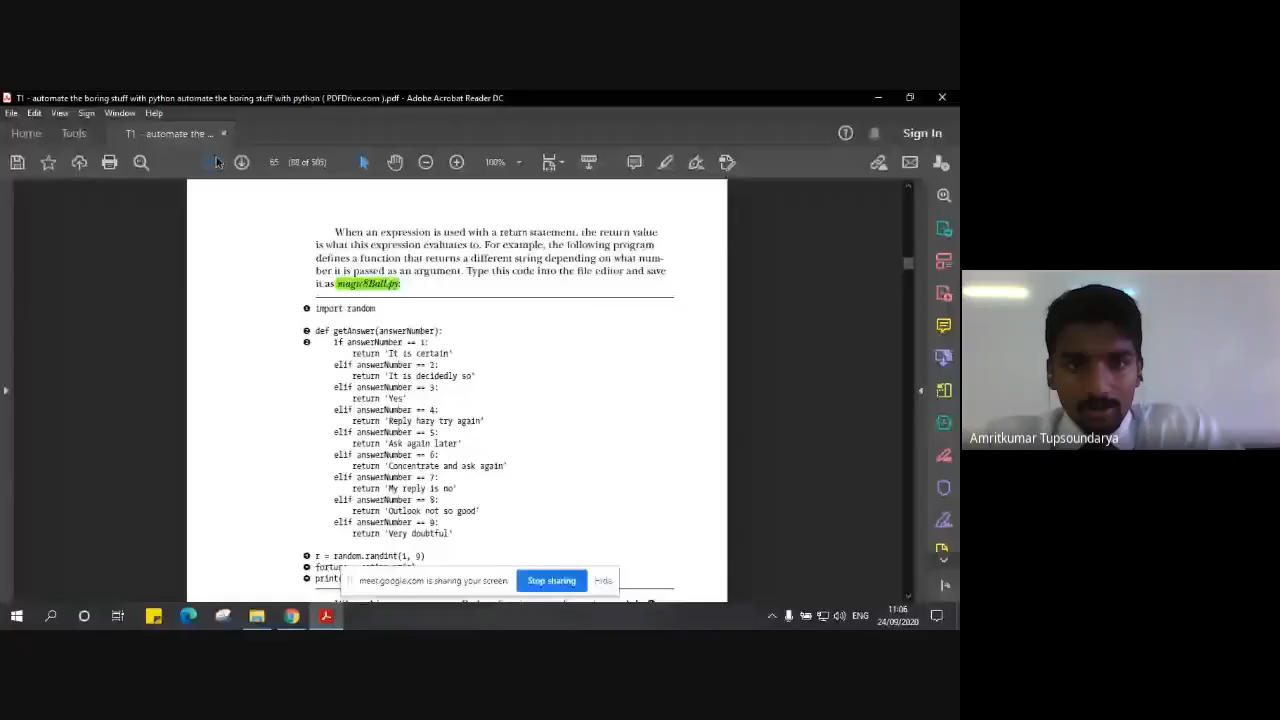 T1 - automate the boring stuff with python automate the boring stuff with python ( PDFDrive.com ).pdf - Adobe Acrobat Reader DC
File Edit View Sign Window Help
Home Tools T1 - automate the ... Sign In
65 (88 of 505) 100%
When an expression is used with a return statement, the return value
is what this expression evaluates to. For example, the following program
defines a function that returns a different string depending on what num-
ber it is passed as an argument. Type this code into the file editor and save
it as magic8Ball.py:
import random
def getAnswer(answerNumber):
if answerNumber == 1:
return 'It is certain'
elif answerNumber == 2:
return 'It is decidedly so'
elif answerNumber == 3:
return 'Yes'
elif answerNumber == 4:
return 'Reply hazy try again'
elif answerNumber == 5:
return 'Ask again later'
elif answerNumber == 6:
return 'Concentrate and ask again'
elif answerNumber == 7:
return 'My reply is no'
elif answerNumber == 8:
return 'Outlook not so good'
elif answerNumber == 9:
return 'Very doubtful'
r = random.randint(1, 9)
print(
meet.google.com is sharing your screen Stop sharing Hide
Amritkumar Tupsoundarya
ENG
11:06
24/09/2020